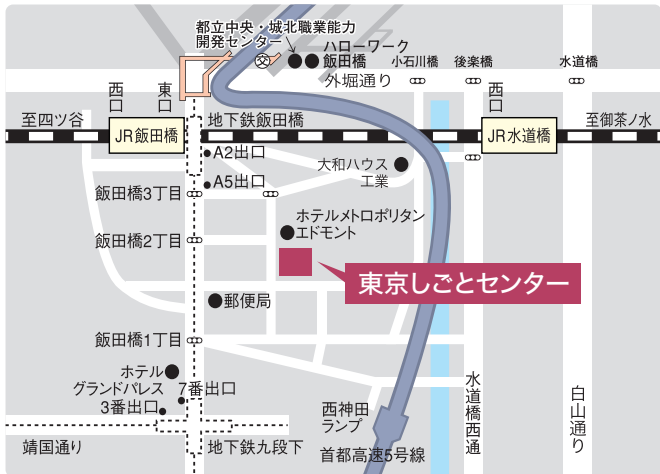 都立中央・城北職業能力
開発センター
ハローワーク
飯田橋
小石川橋
後楽橋
水道橋
外堀通り
西口
東口
西口
至四ツ谷
地下鉄飯田橋
至御茶ノ水
JR飯田橋
JR水道橋
A2出口
大和ハウス
工業
A5出口
飯田橋3丁目
ホテルメトロポリタン
エドモント
飯田橋2丁目
東京しごとセンター
郵便局
飯田橋1丁目
ホテル
グランドパレス
7番出口
3番出口
西神田
ランプ
水道橋西通
白山通り
靖国通り
地下鉄九段下
首都高速5号線
交